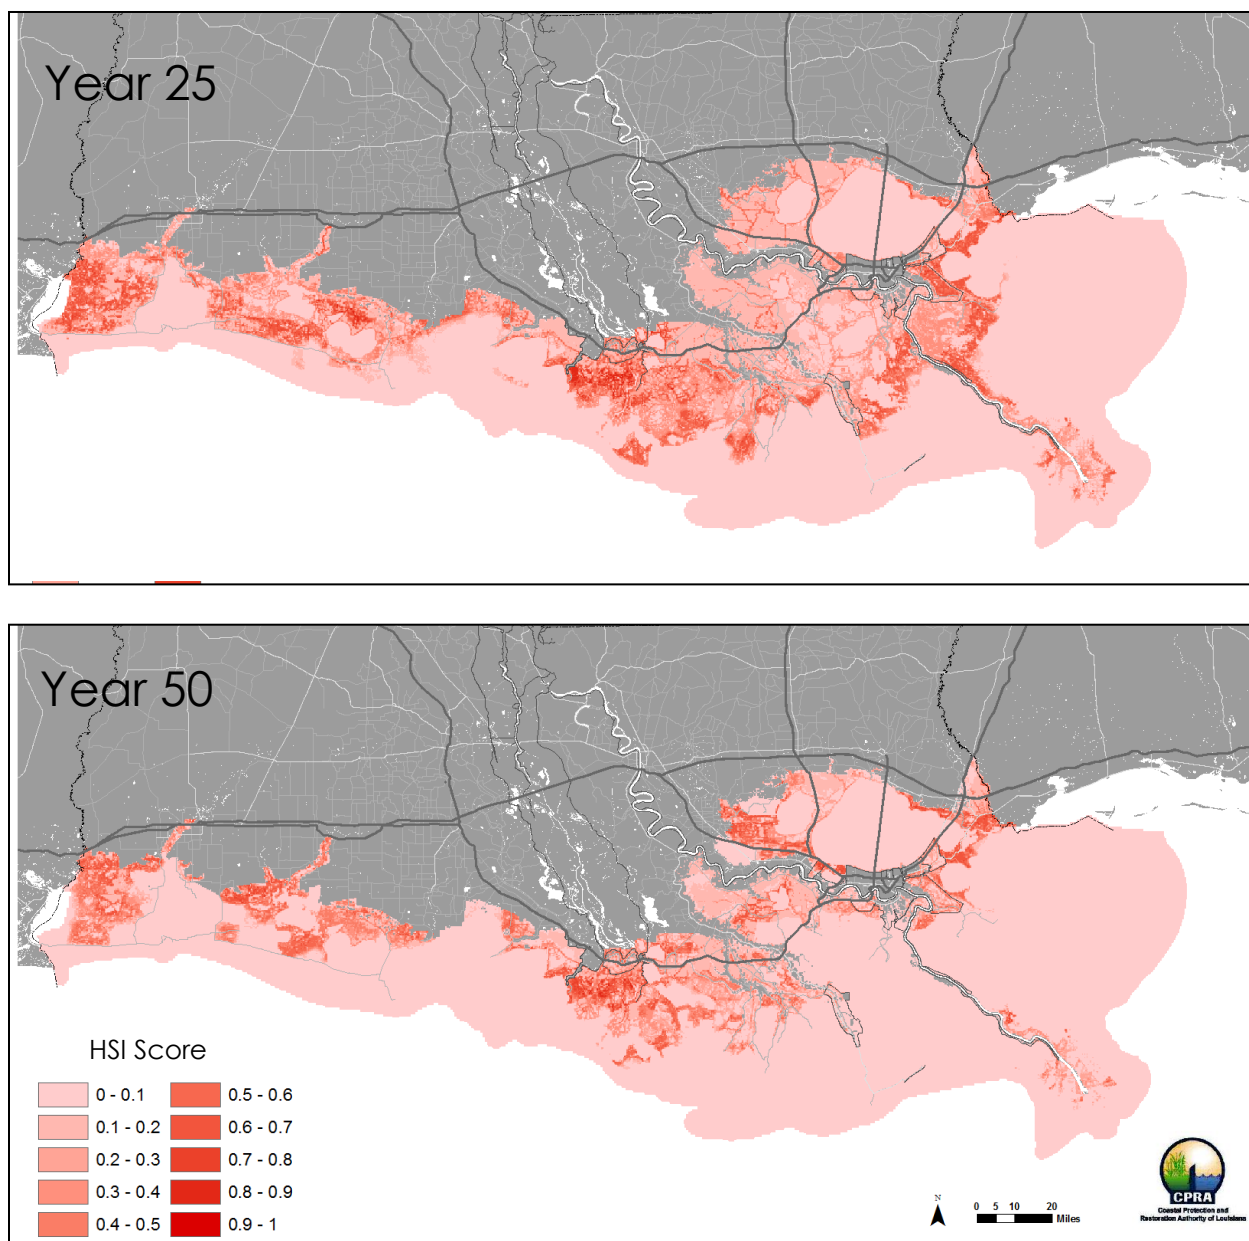 Year 25
Year 50
HSI Score
0 - 0.1
0.5 - 0.6
0.1 - 0.2
0.6 - 0.7
0.2 - 0.3
0.7 - 0.8
0.3 - 0.4
0.8 - 0.9
0.4 - 0.5
0.9 - 1
N
0 5 10 20
Miles
CPRA
Coastal Protection and
Restoration Authority of Louisiana